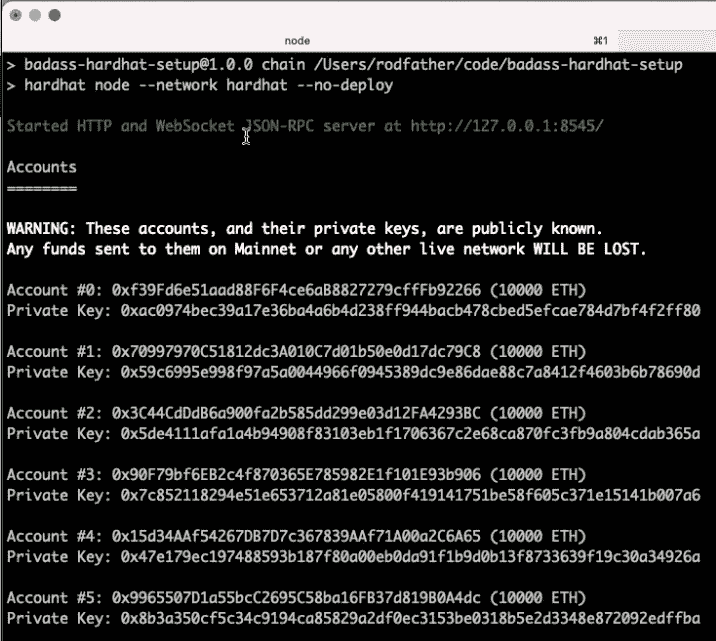 node
⌘1
> badass-hardhat-setup@1.0.0 chain /Users/rodfather/code/badass-hardhat-setup
> hardhat node --network hardhat --no-deploy
Started HTTP and WebSocket JSON-RPC server at http://127.0.0.1:8545/
Accounts
========
WARNING: These accounts, and their private keys, are publicly known.
Any funds sent to them on Mainnet or any other live network WILL BE LOST.
Account #0: 0xf39Fd6e51aad88F6F4ce6aB8827279cffFb92266 (10000 ETH)
Private Key: 0xac0974bec39a17e36ba4a6b4d238ff944bacb478cbed5efcae784d7bf4f2ff80
Account #1: 0x70997970C51812dc3A010C7d01b50e0d17dc79C8 (10000 ETH)
Private Key: 0x59c6995e998f97a5a0044966f0945389dc9e86dae88c7a8412f4603b6b78690d
Account #2: 0x3C44CdDdB6a900fa2b585dd299e03d12FA4293BC (10000 ETH)
Private Key: 0x5de4111afa1a4b94908f83103eb1f1706367c2e68ca870fc3fb9a804cdab365a
Account #3: 0x90F79bf6EB2c4f870365E785982E1f101E93b906 (10000 ETH)
Private Key: 0x7c852118294e51e653712a81e05800f419141751be58f605c371e15141b007a6
Account #4: 0x15d34AAf54267DB7D7c367839AAf71A00a2C6A65 (10000 ETH)
Private Key: 0x47e179ec197488593b187f80a00eb0da91f1b9d0b13f8733639f19c30a34926a
Account #5: 0x9965507D1a55bcC2695C58ba16FB37d819B0A4dc (10000 ETH)
Private Key: 0x8b3a350cf5c34c9194ca85829a2df0ec3153be0318b5e2d3348e872092edffba